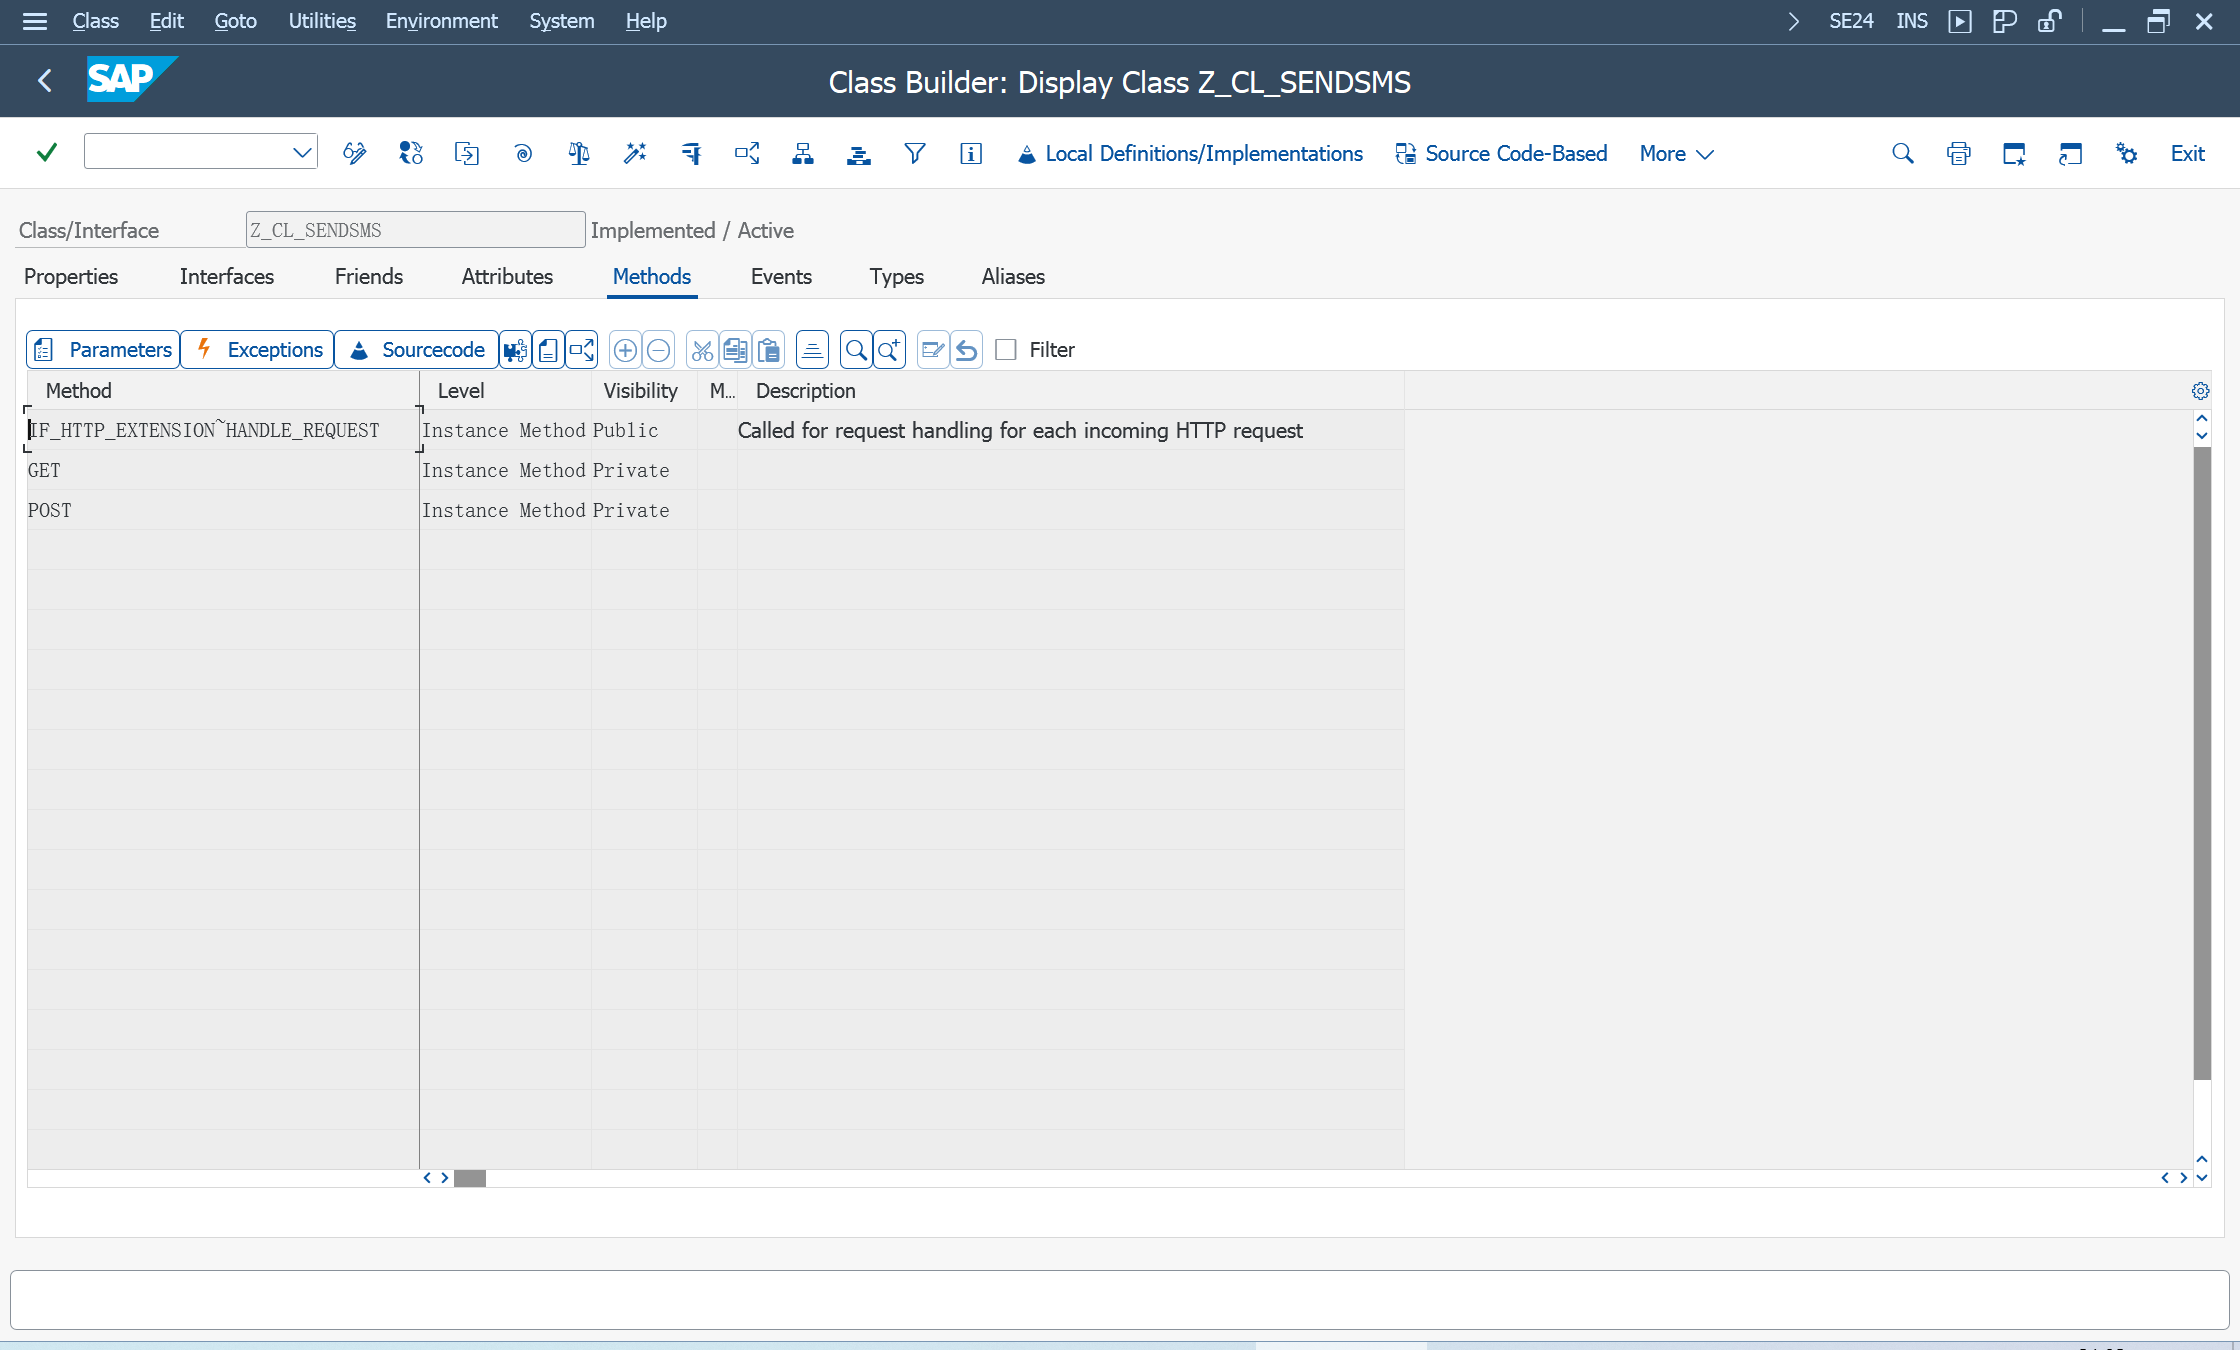 Class Edit Goto Utilities Environment System Help SE24 INS
SAP Class Builder: Display Class Z_CL_SENDSMS
Local Definitions/Implementations Source Code-Based More Exit
Class/Interface Z_CL_SENDSMS Implemented / Active
Properties Interfaces Friends Attributes Methods Events Types Aliases
Parameters Exceptions Sourcecode Filter
Method Level Visibility M... Description
IF_HTTP_EXTENSION~HANDLE_REQUEST Instance Method Public Called for request handling for each incoming HTTP request
GET Instance Method Private
POST Instance Method Private